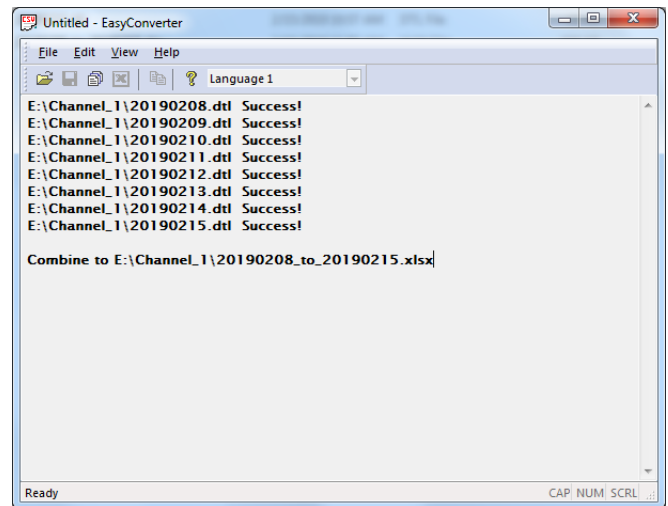 CSV Untitled - EasyConverter
File Edit View Help
Language 1
E:\Channel_1\20190208.dtl Success!
E:\Channel_1\20190209.dtl Success!
E:\Channel_1\20190210.dtl Success!
E:\Channel_1\20190211.dtl Success!
E:\Channel_1\20190212.dtl Success!
E:\Channel_1\20190213.dtl Success!
E:\Channel_1\20190214.dtl Success!
E:\Channel_1\20190215.dtl Success!
Combine to E:\Channel_1\20190208_to_20190215.xlsx
Ready CAP NUM SCRL